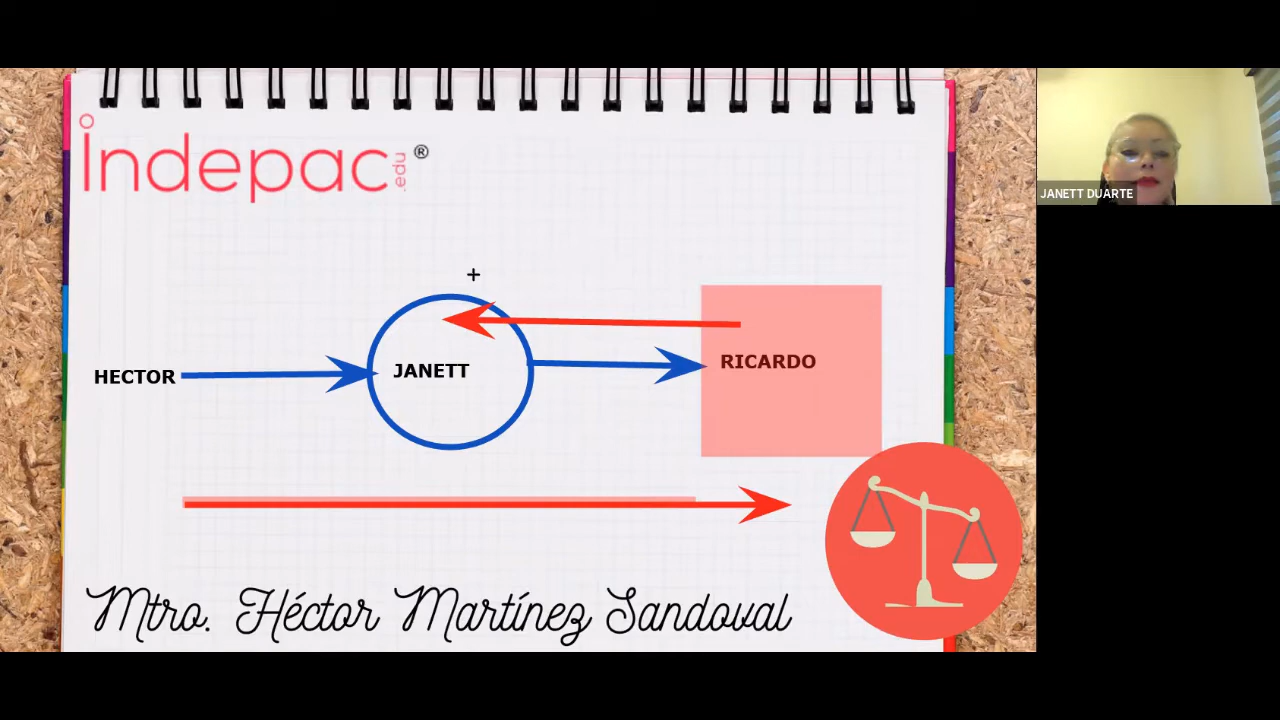 indepac.edu ®
JANETT DUARTE
HECTOR
JANETT
RICARDO
Mtro. Héctor Martínez Sandoval